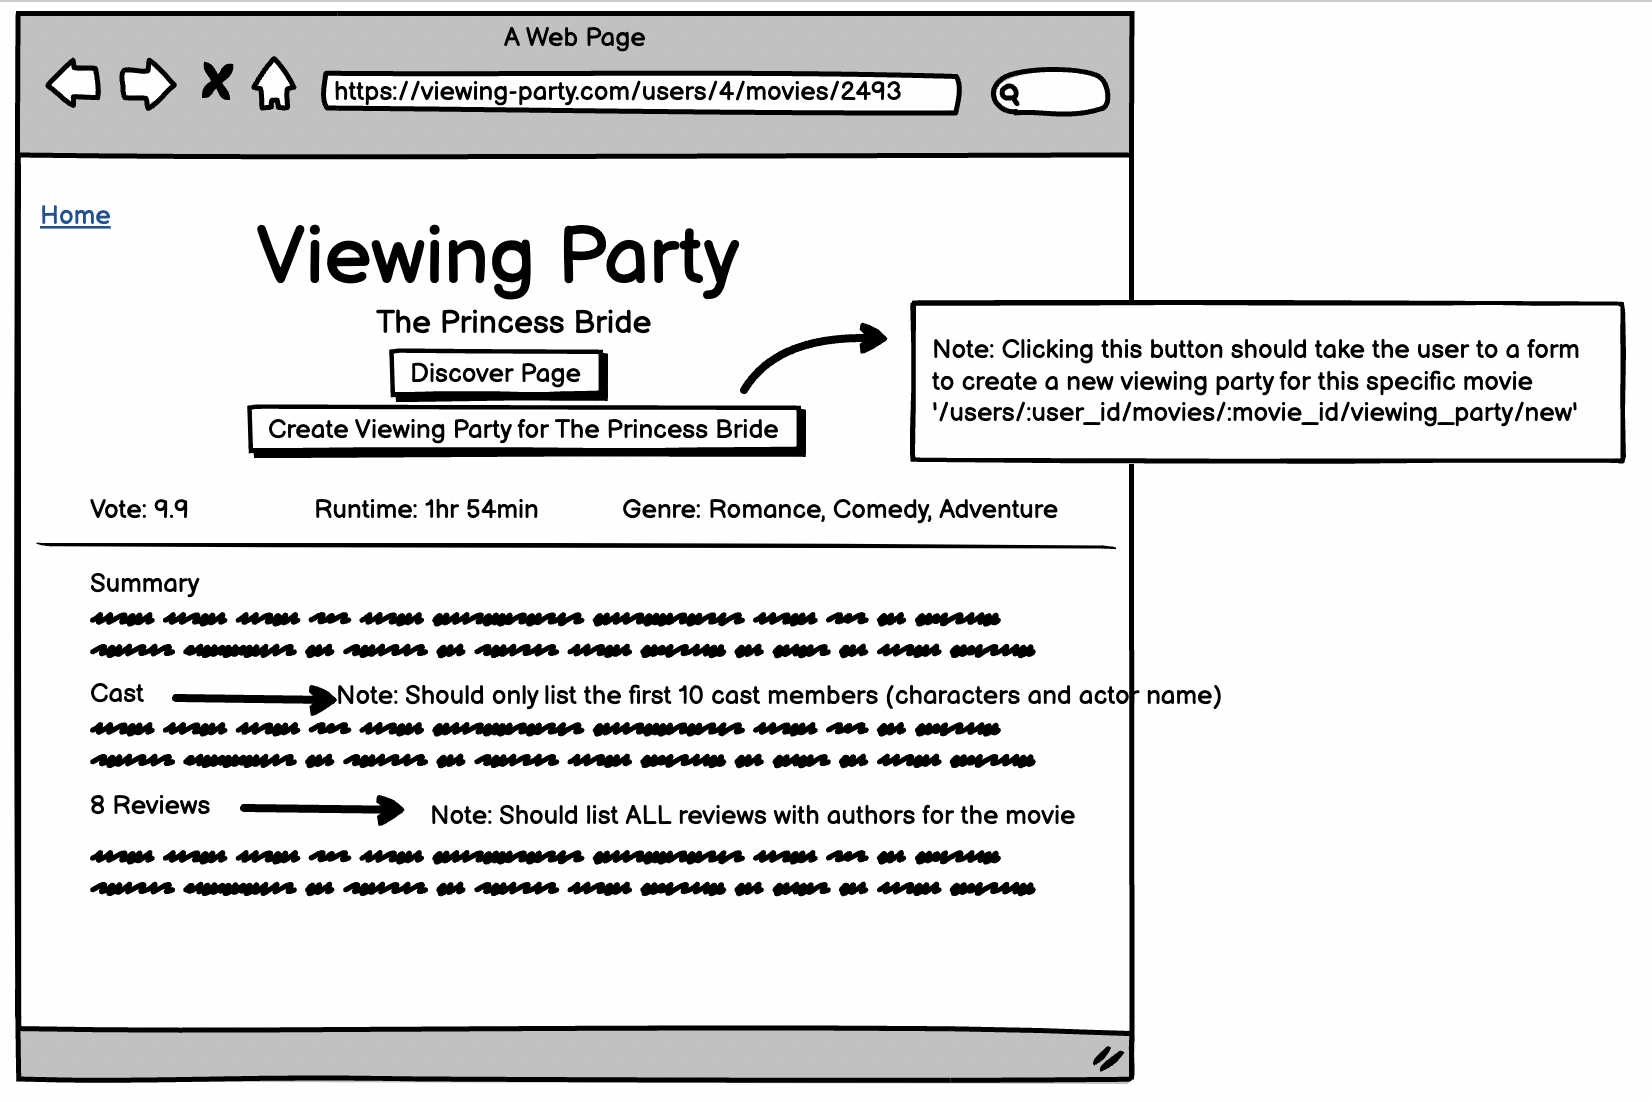 A Web Page
https://viewing-party.com/users/4/movies/2493
Home
Viewing Party
The Princess Bride
Discover Page
Create Viewing Party for The Princess Bride
Note: Clicking this button should take the user to a form
to create a new viewing party for this specific movie
'/users/:user_id/movies/:movie_id/viewing_party/new'
Vote: 9.9 Runtime: 1hr 54min Genre: Romance, Comedy, Adventure
Summary
Cast Note: Should only list the first 10 cast members (characters and actor name)
8 Reviews Note: Should list ALL reviews with authors for the movie